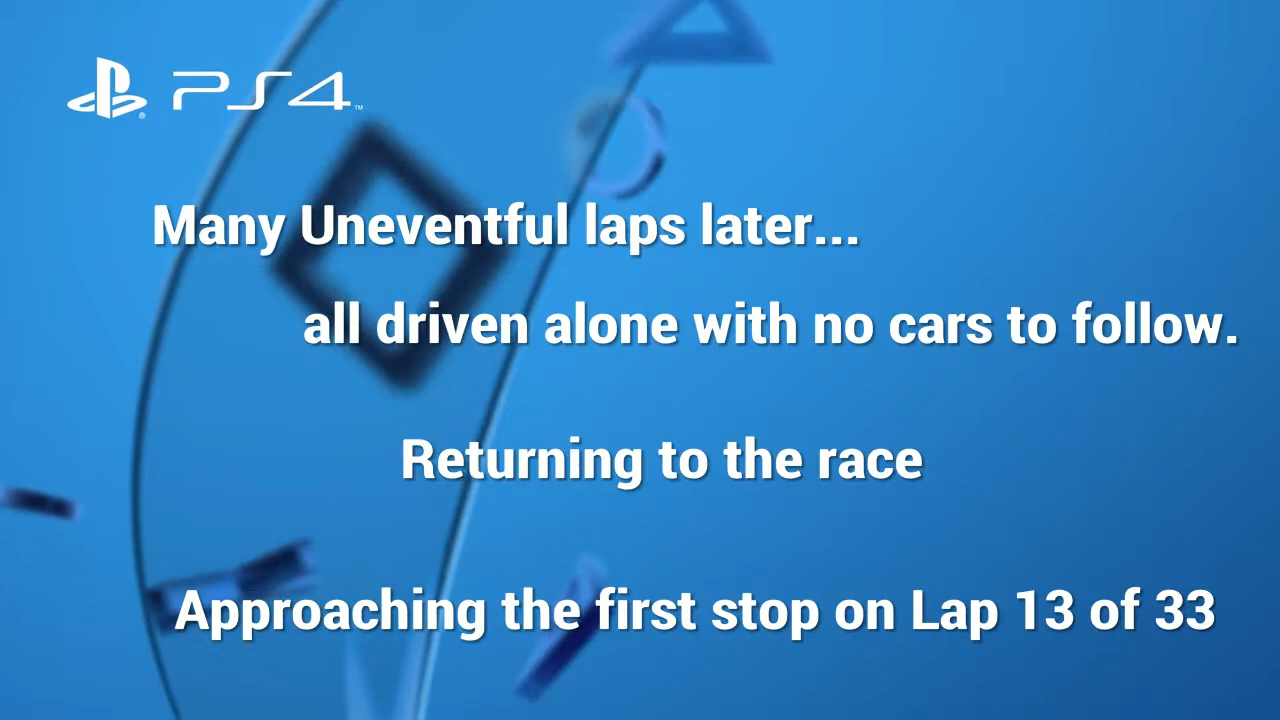 PS4™
Many Uneventful laps later...
all driven alone with no cars to follow.
Returning to the race
Approaching the first stop on Lap 13 of 33